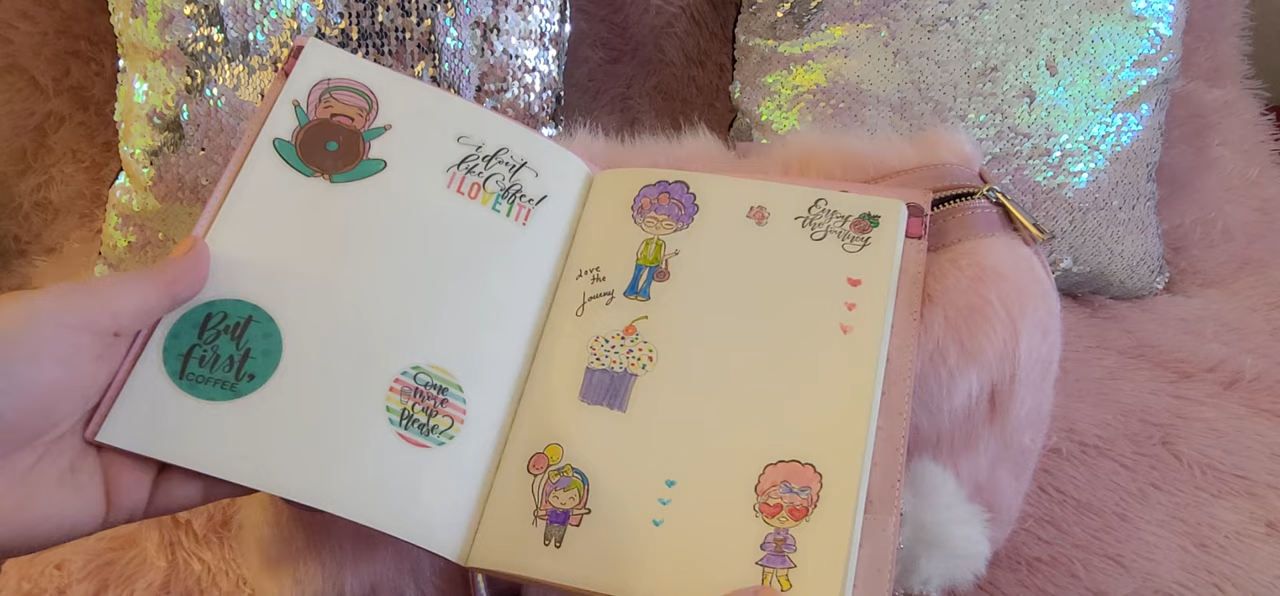 i don't
like Coffee!
I LOVE IT!
But
first,
COFFEE
One
More
Cup
Please?
Love
the
Journey
Enjoy
the journey